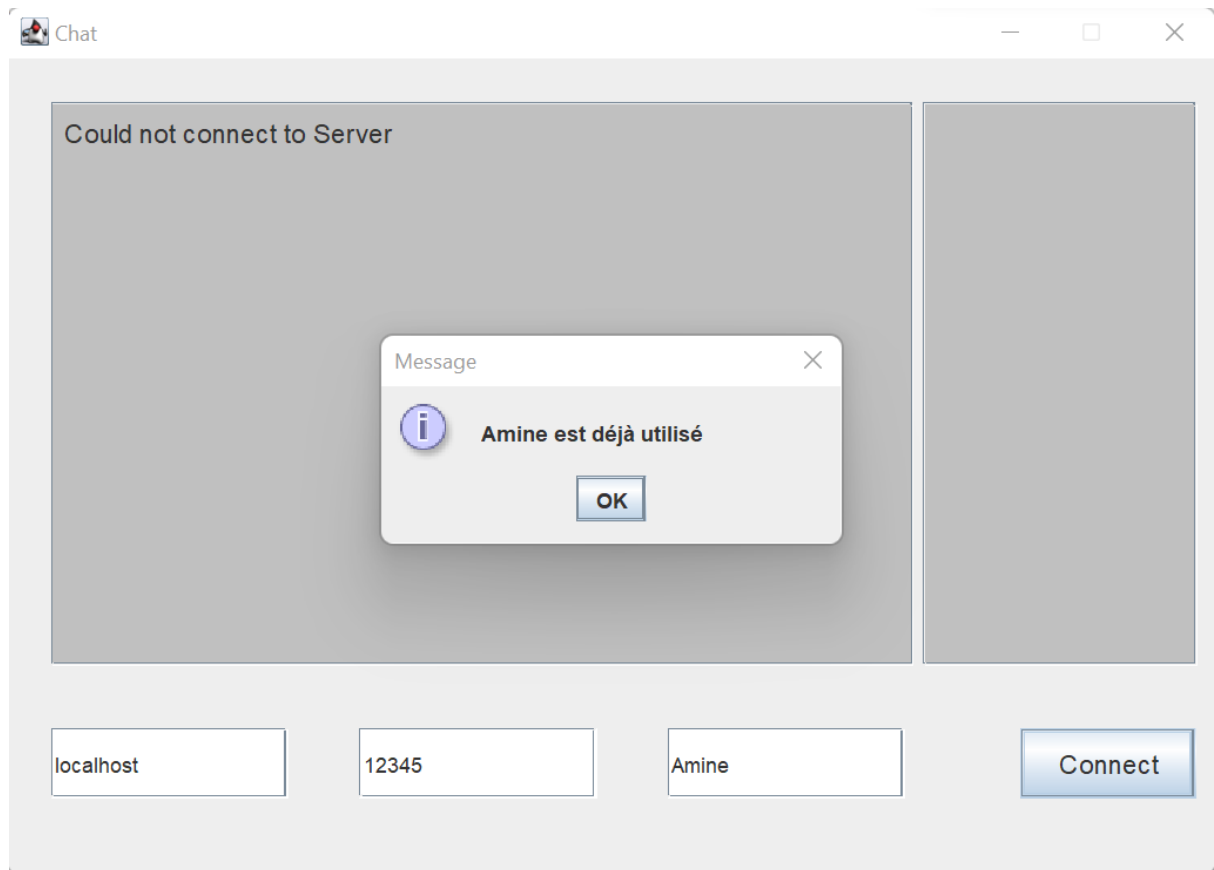 Chat
Could not connect to Server
Message
i
Amine est déjà utilisé
OK
localhost
12345
Amine
Connect